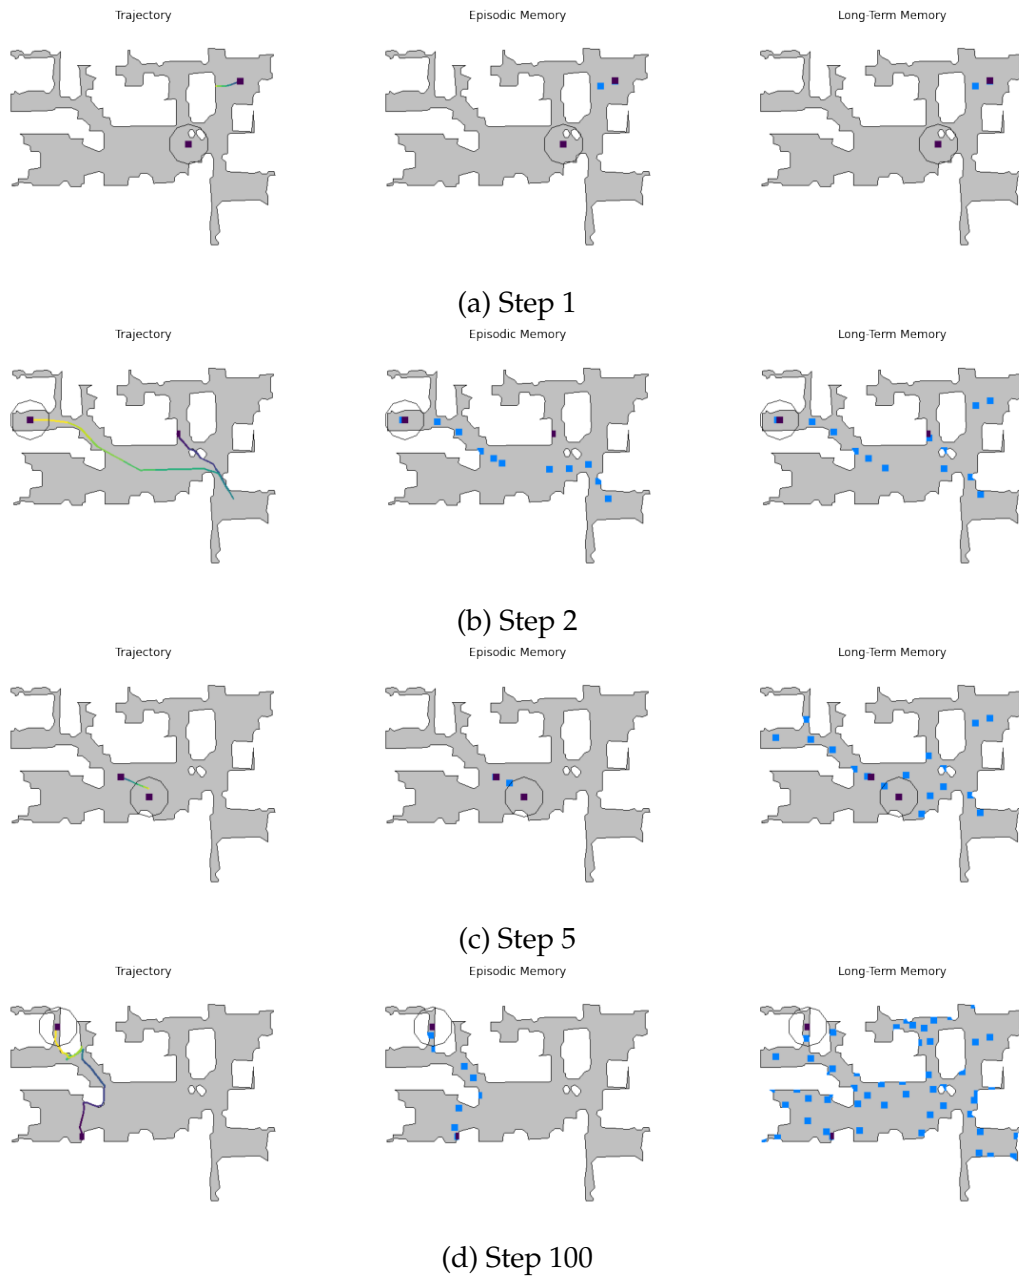 Trajectory Episodic Memory Long-Term Memory
(a) Step 1
Trajectory Episodic Memory Long-Term Memory
(b) Step 2
Trajectory Episodic Memory Long-Term Memory
(c) Step 5
Trajectory Episodic Memory Long-Term Memory
(d) Step 100